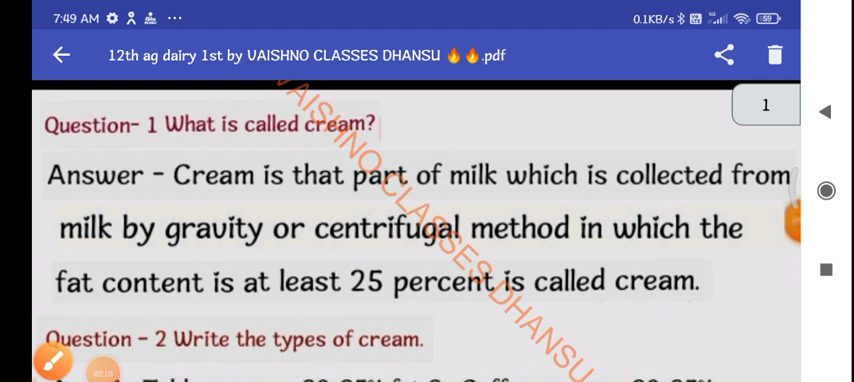 7:49 AM
0.1KB/s
59
12th ag dairy 1st by VAISHNO CLASSES DHANSU 🔥🔥.pdf
1
Question- 1 What is called cream?
Answer - Cream is that part of milk which is collected from
milk by gravity or centrifugal method in which the
fat content is at least 25 percent is called cream.
Question - 2 Write the types of cream.
VAISHNO CLASSES DHANSU
02:10